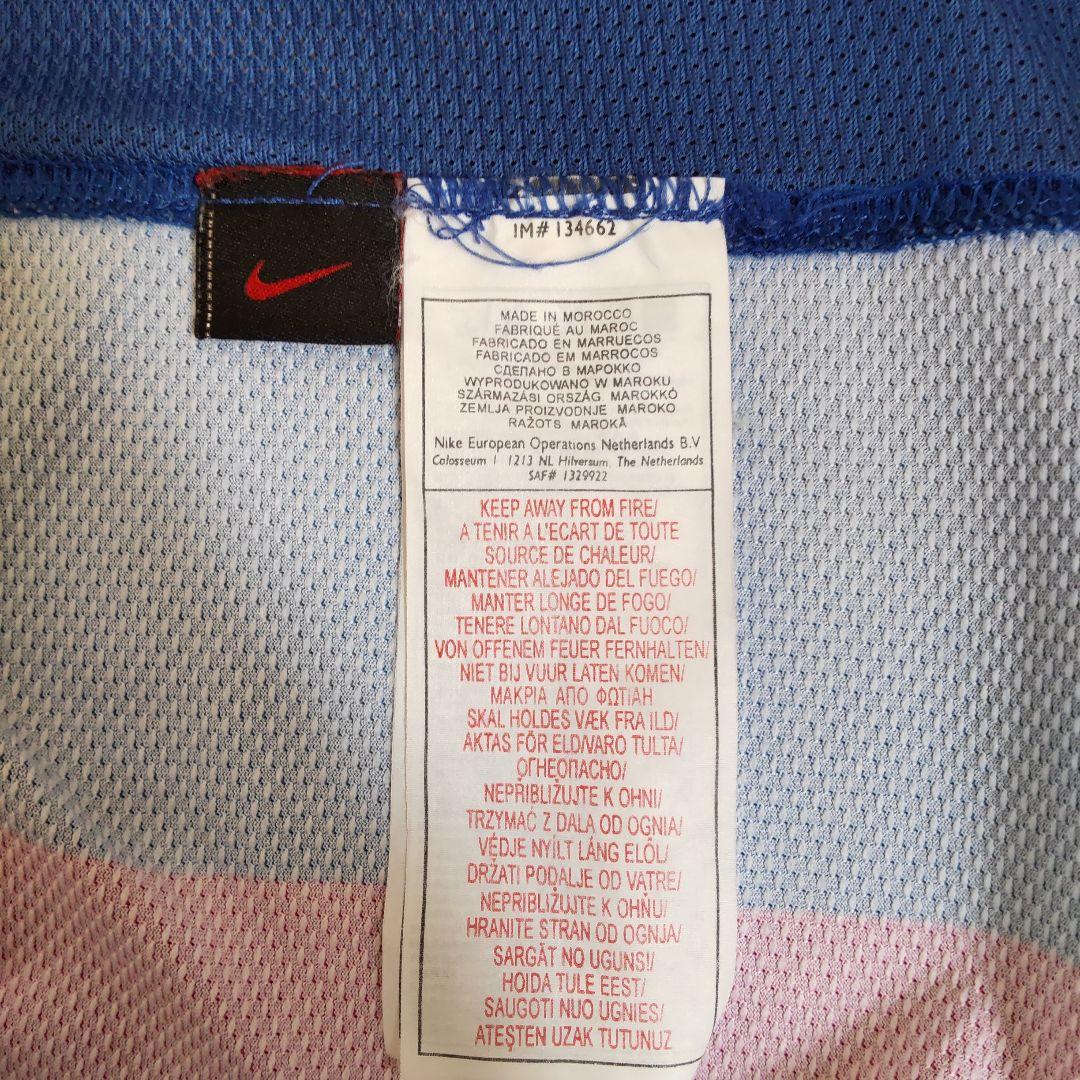 IM# 134662
MADE IN MOROCCO
FABRIQUÉ AU MAROC
FABRICADO EN MARRUECOS
FABRICADO EM MARROCOS
СДЕЛАНО В МАРОККО
WYPRODUKOWANO W MAROKU
SZÁRMAZÁSI ORSZÁG MAROKKÓ
ZEMLJA PROIZVODNJE MAROKO
RAŽOTS MAROKĀ
Nike European Operations Netherlands B.V
Colosseum 1 1213 NL Hilversum, The Netherlands
SAF# 1329922
KEEP AWAY FROM FIRE/
A TENIR A L'ECART DE TOUTE
SOURCE DE CHALEUR/
MANTENER ALEJADO DEL FUEGO/
MANTER LONGE DE FOGO/
TENERE LONTANO DAL FUOCO/
VON OFFENEM FEUER FERNHALTEN/
NIET BIJ VUUR LATEN KOMEN/
ΜΑΚΡΙΑ ΑΠΟ ΦΩΤΙΑΗ
SKAL HOLDES VÆK FRA ILD/
AKTAS FÖR ELD/VARO TULTA/
ОГНЕОПАСНО/
NEPŘIBLIŽUJTE K OHNI/
TRZYMAĆ Z DALA OD OGNIA/
VÉDJE NYÍLT LÁNG ELŐL/
DRŽATI PODALJE OD VATRE/
NEPRIBLIŽUJTE K OHŇU/
HRANITE STRAN OD OGNJA/
SARGĀT NO UGUNS!/
HOIDA TULE EEST/
SAUGOTI NUO UGNIES/
ATEŞTEN UZAK TUTUNUZ